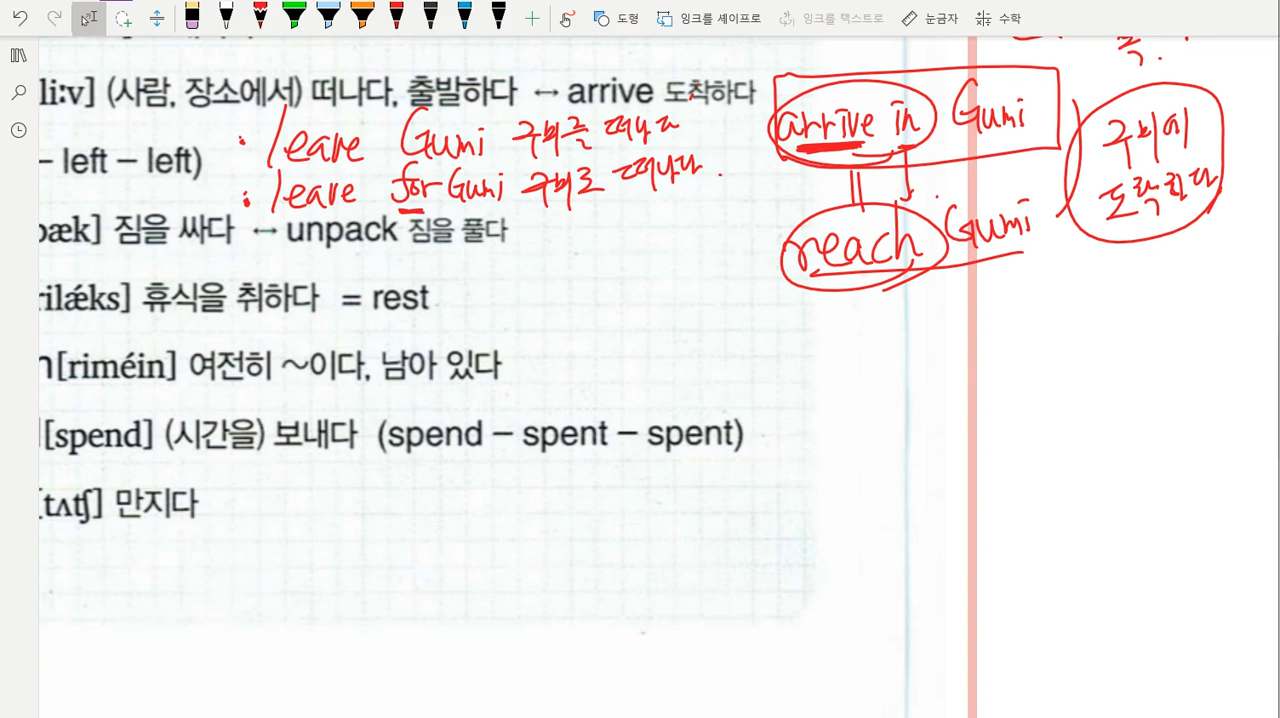 도형
잉크를 셰이프로
잉크를 텍스트로
눈금자
수학
li:v] (사람, 장소에서) 떠나다, 출발하다 ↔ arrive 도착하다
: leave Gumi 구미를 떠나다
– left – left)
: leave for Gumi 구미로 떠나다.
pæk] 짐을 싸다 ↔ unpack 짐을 풀다
rilǽks] 휴식을 취하다 = rest
n[riméin] 여전히 ～이다, 남아 있다
[spend] (시간을) 보내다 (spend – spent – spent)
[tʌtʃ] 만지다
arrive in Gumi
=
reach Gumi
구미에
도착한다